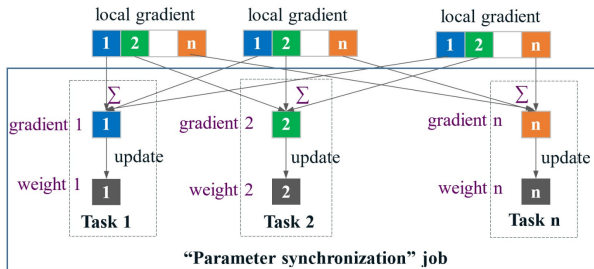 local gradient local gradient local gradient
1 2 n 1 2 n 1 2 n
∑ ∑ ∑
gradient 1 1 gradient 2 2 gradient n n
update update update
weight 1 1 weight 2 2 weight n n
Task 1 Task 2 Task n
“Parameter synchronization” job